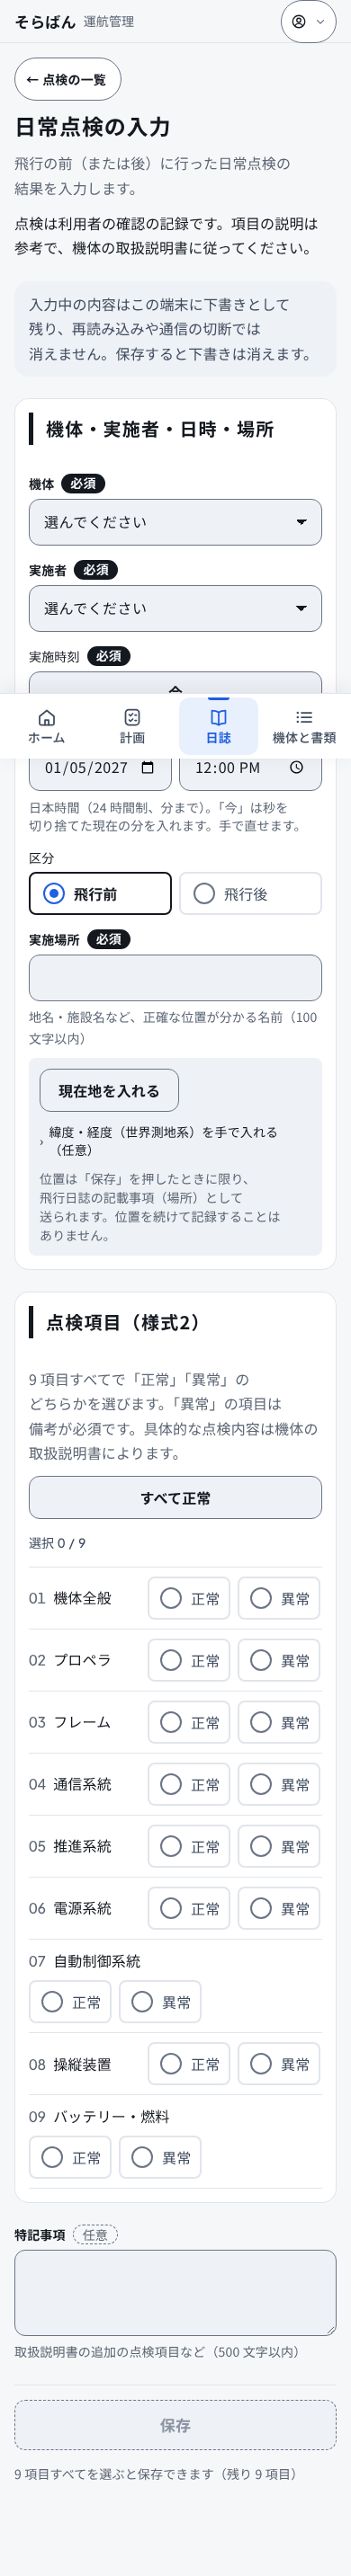 そらばん 運航管理
← 点検の一覧
日常点検の入力
飛行の前（または後）に行った日常点検の
結果を入力します。
点検は利用者の確認の記録です。項目の説明は
参考で、機体の取扱説明書に従ってください。
入力中の内容はこの端末に下書きとして
残り、再読み込みや通信の切断では
消えません。保存すると下書きは消えます。
機体・実施者・日時・場所
機体 必須
選んでください
実施者 必須
選んでください
実施時刻 必須
ホーム 計画 日誌 機体と書類
01/05/2027 12:00 PM
日本時間（24 時間制、分まで）。「今」は秒を
切り捨てた現在の分を入れます。手で直せます。
区分
飛行前 飛行後
実施場所 必須
地名・施設名など、正確な位置が分かる名前（100
文字以内）
現在地を入れる
› 緯度・経度（世界測地系）を手で入れる
（任意）
位置は「保存」を押したときに限り、
飛行日誌の記載事項（場所）として
送られます。位置を続けて記録することは
ありません。
点検項目（様式2）
9 項目すべてで「正常」「異常」の
どちらかを選びます。「異常」の項目は
備考が必須です。具体的な点検内容は機体の
取扱説明書によります。
すべて正常
選択 0 / 9
01 機体全般 正常 異常
02 プロペラ 正常 異常
03 フレーム 正常 異常
04 通信系統 正常 異常
05 推進系統 正常 異常
06 電源系統 正常 異常
07 自動制御系統
正常 異常
08 操縦装置 正常 異常
09 バッテリー・燃料
正常 異常
特記事項 任意
取扱説明書の追加の点検項目など（500 文字以内）
保存
9 項目すべてを選ぶと保存できます（残り 9 項目）